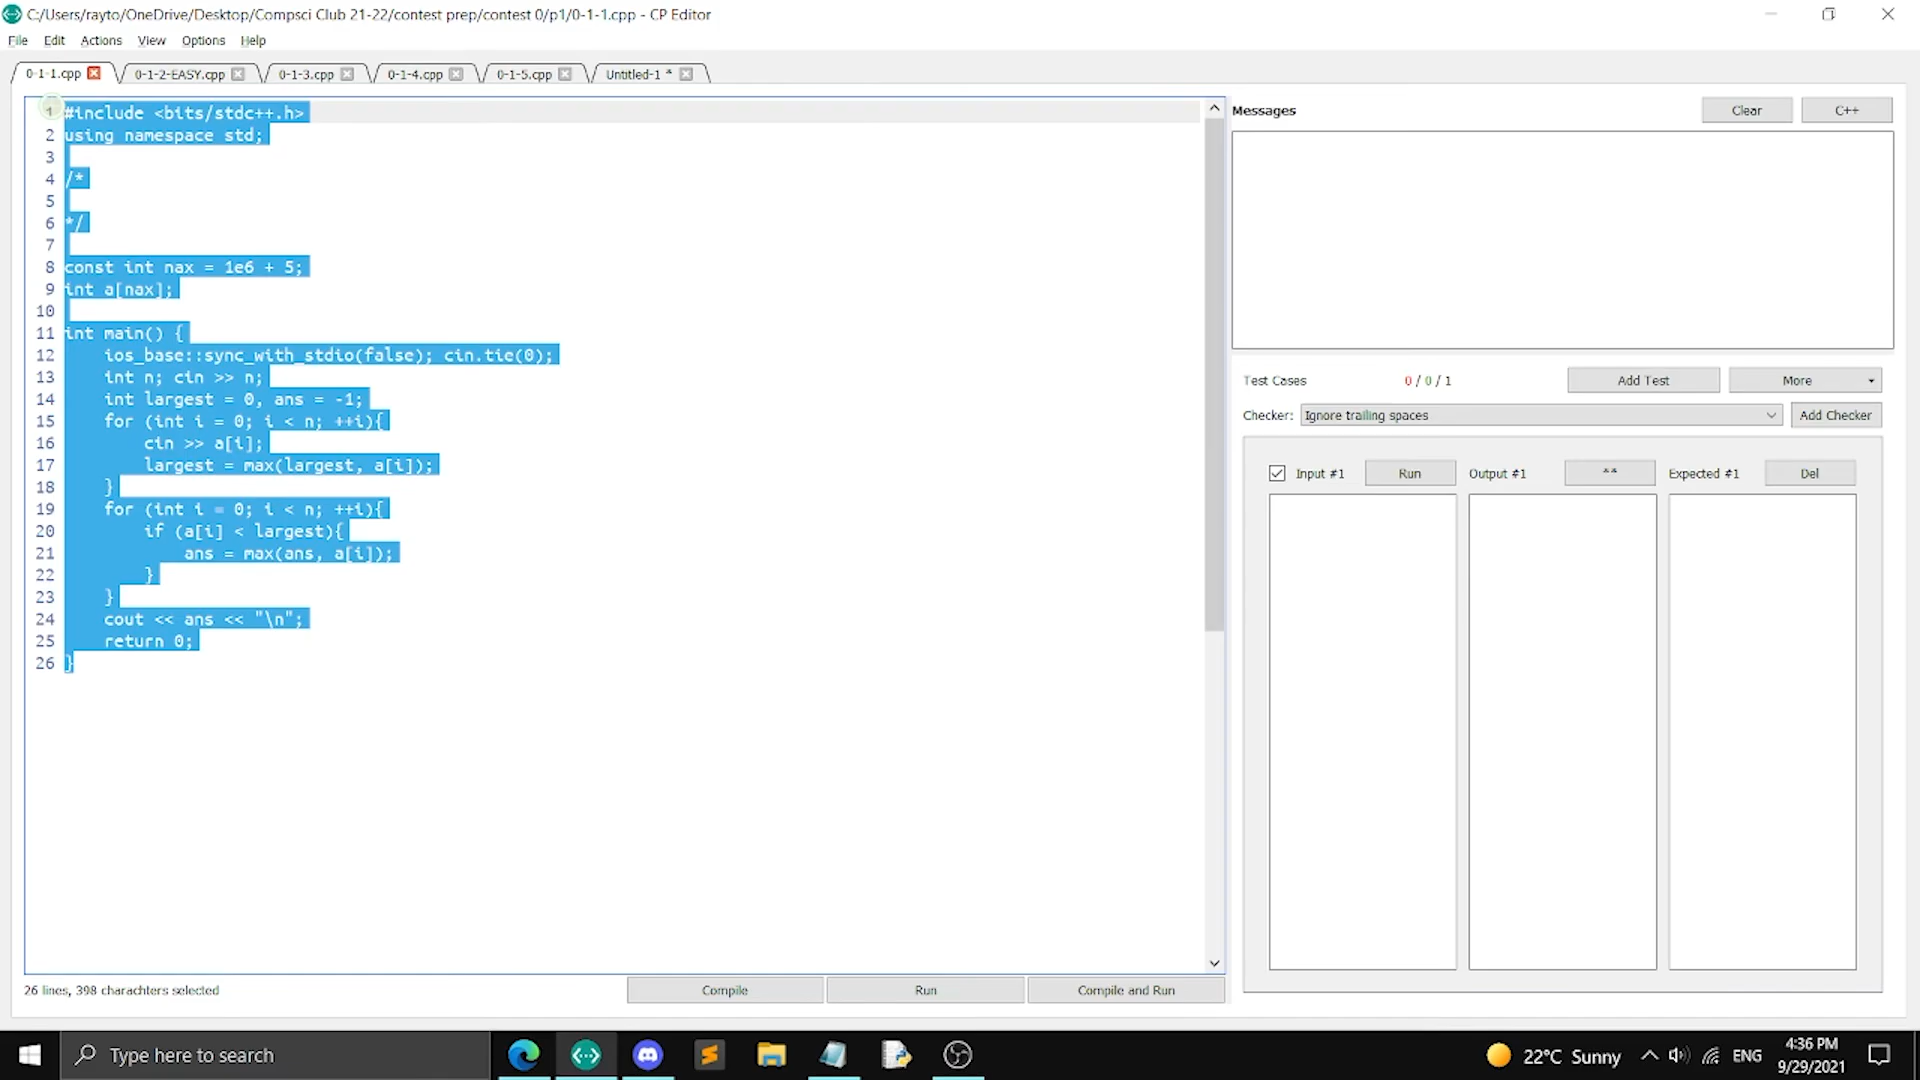 C:/Users/rayto/OneDrive/Desktop/Compsci Club 21-22/contest prep/contest 0/p1/0-1-1.cpp - CP Editor
File Edit Actions View Options Help
0-1-1.cpp 0-1-2-EASY.cpp 0-1-3.cpp 0-1-4.cpp 0-1-5.cpp Untitled-1 *
1 #include <bits/stdc++.h>
2 using namespace std;
3
4 /*
5
6 */
7
8 const int nax = 1e6 + 5;
9 int a[nax];
10
11 int main() {
12 ios_base::sync_with_stdio(false); cin.tie(0);
13 int n; cin >> n;
14 int largest = 0, ans = -1;
15 for (int i = 0; i < n; ++i){
16 cin >> a[i];
17 largest = max(largest, a[i]);
18 }
19 for (int i = 0; i < n; ++i){
20 if (a[i] < largest){
21 ans = max(ans, a[i]);
22 }
23 }
24 cout << ans << "\n";
25 return 0;
26 }
26 lines, 398 charachters selected
Compile Run Compile and Run
Messages Clear C++
Test Cases 0 / 0 / 1 Add Test More
Checker: Ignore trailing spaces Add Checker
Input #1 Run Output #1 ** Expected #1 Del
Type here to search
22°C Sunny ENG
4:36 PM
9/29/2021